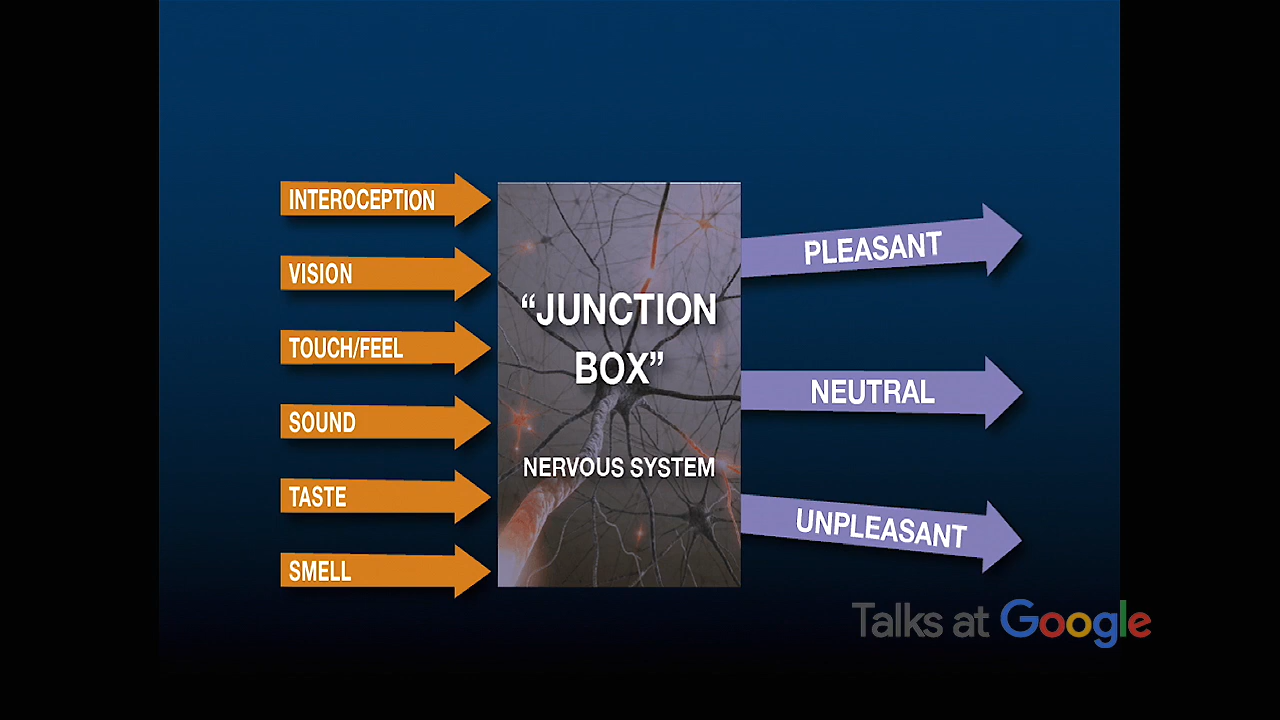 INTEROCEPTION
VISION
TOUCH/FEEL
SOUND
TASTE
SMELL
“JUNCTION
BOX”
NERVOUS SYSTEM
PLEASANT
NEUTRAL
UNPLEASANT
Talks at Google